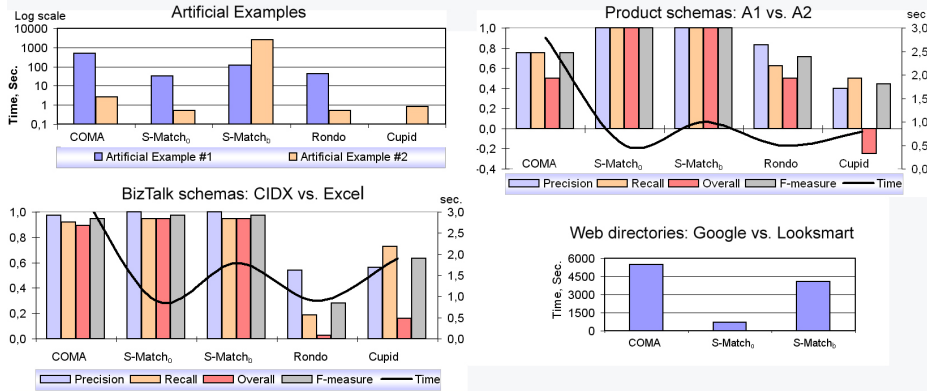 Artificial Examples
Log scale
Time, Sec.
10000
1000
100
10
1
0,1
COMA S-Match₀ S-Match_D Rondo Cupid
Artificial Example #1 Artificial Example #2
Product schemas: A1 vs. A2
sec
1,0
0,8
0,6
0,4
0,2
0,0
-0,2
-0,4
3,0
2,5
2,0
1,5
1,0
0,5
0,0
COMA S-Match₀ S-Match_D Rondo Cupid
Precision Recall Overall F-measure Time
BizTalk schemas: CIDX vs. Excel
sec.
1,0
0,8
0,6
0,4
0,2
0,0
3,0
2,5
2,0
1,5
1,0
0,5
0,0
COMA S-Match₀ S-Match_D Rondo Cupid
Precision Recall Overall F-measure Time
Web directories: Google vs. Looksmart
Time, Sec.
6000
4500
3000
1500
0
COMA S-Match₀ S-Match_D